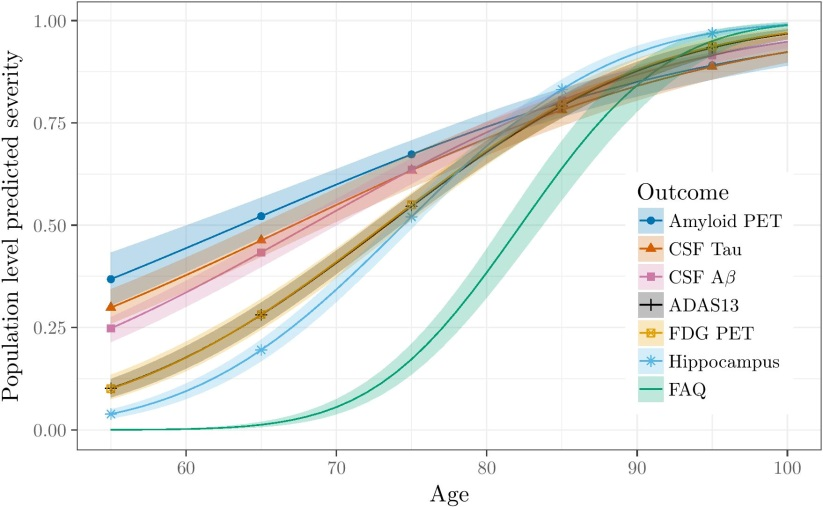 Population level predicted severity
1.00
0.75
0.50
0.25
0.00
60
70
80
90
100
Age
Outcome
Amyloid PET
CSF Tau
CSF Aβ
ADAS13
FDG PET
Hippocampus
FAQ